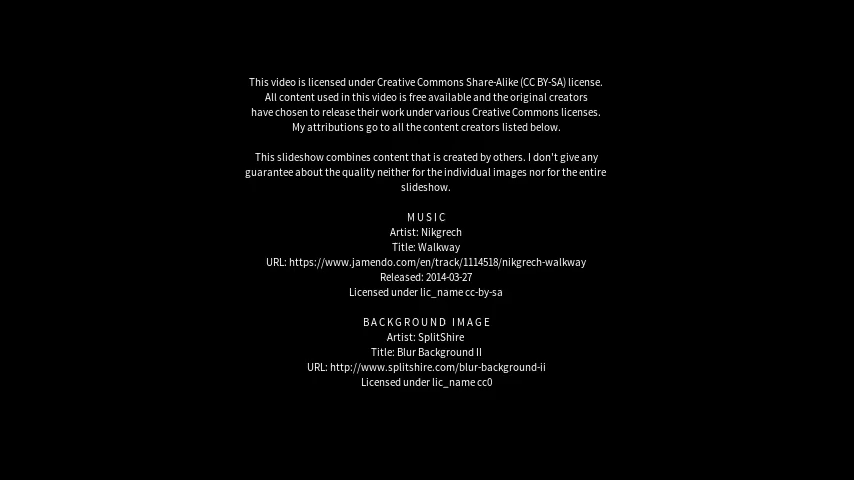 This video is licensed under Creative Commons Share-Alike (CC BY-SA) license.
All content used in this video is free available and the original creators
have chosen to release their work under various Creative Commons licenses.
My attributions go to all the content creators listed below.
This slideshow combines content that is created by others. I don't give any
guarantee about the quality neither for the individual images nor for the entire
slideshow.
MUSIC
Artist: Nikgrech
Title: Walkway
URL: https://www.jamendo.com/en/track/1114518/nikgrech-walkway
Released: 2014-03-27
Licensed under lic_name cc-by-sa
BACKGROUND IMAGE
Artist: SplitShire
Title: Blur Background II
URL: http://www.splitshire.com/blur-background-ii
Licensed under lic_name cc0